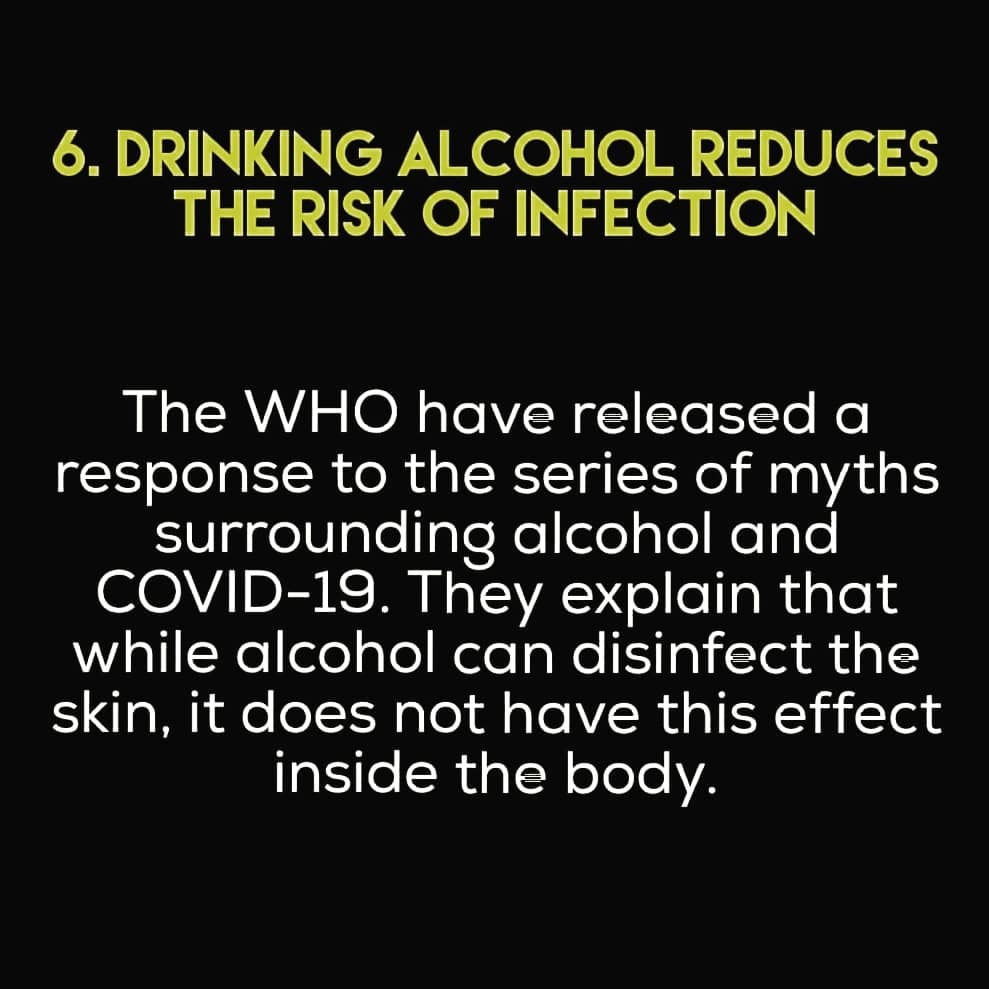 6. DRINKING ALCOHOL REDUCES
THE RISK OF INFECTION
The WHO have released a
response to the series of myths
surrounding alcohol and
COVID-19. They explain that
while alcohol can disinfect the
skin, it does not have this effect
inside the body.